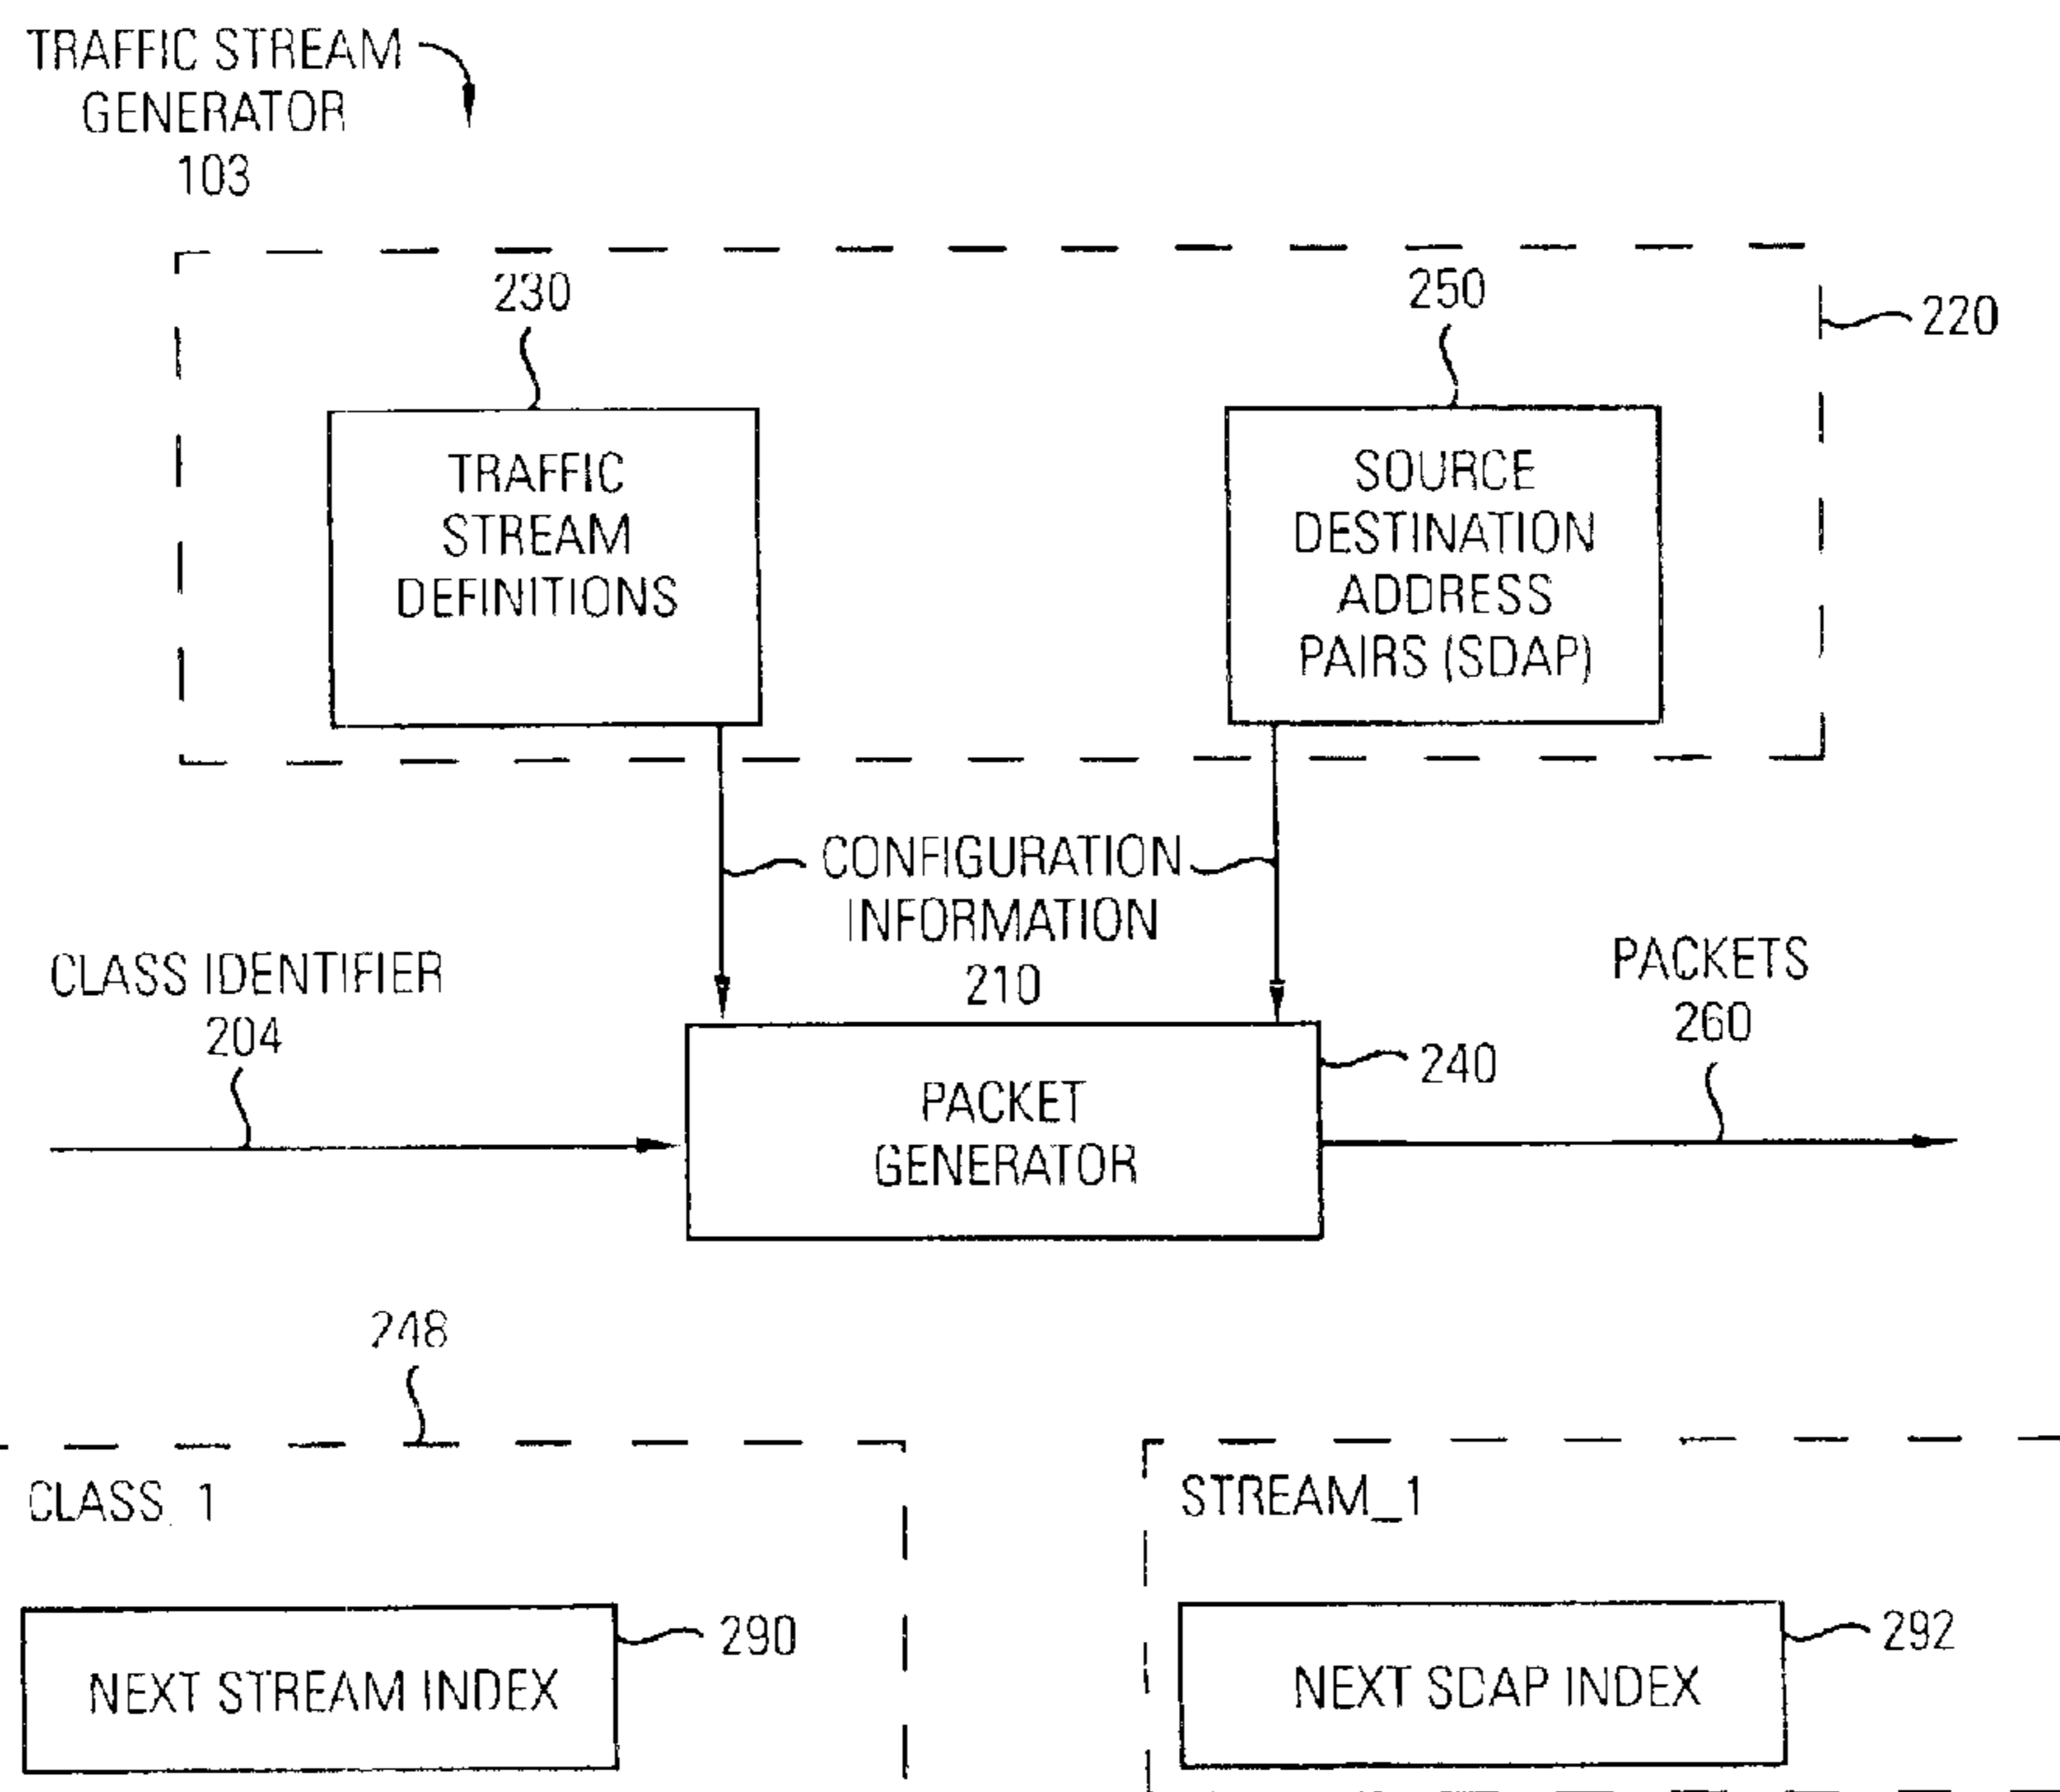 TRAFFIC STREAM
GENERATOR
103
230
250
220
TRAFFIC
STREAM
DEFINITIONS
SOURCE
DESTINATION
ADDRESS
PAIRS (SDAP)
CONFIGURATION
INFORMATION
210
CLASS IDENTIFIER
204
PACKETS
260
240
PACKET
GENERATOR
248
CLASS_1
STREAM_1
290
NEXT STREAM INDEX
292
NEXT SDAP INDEX